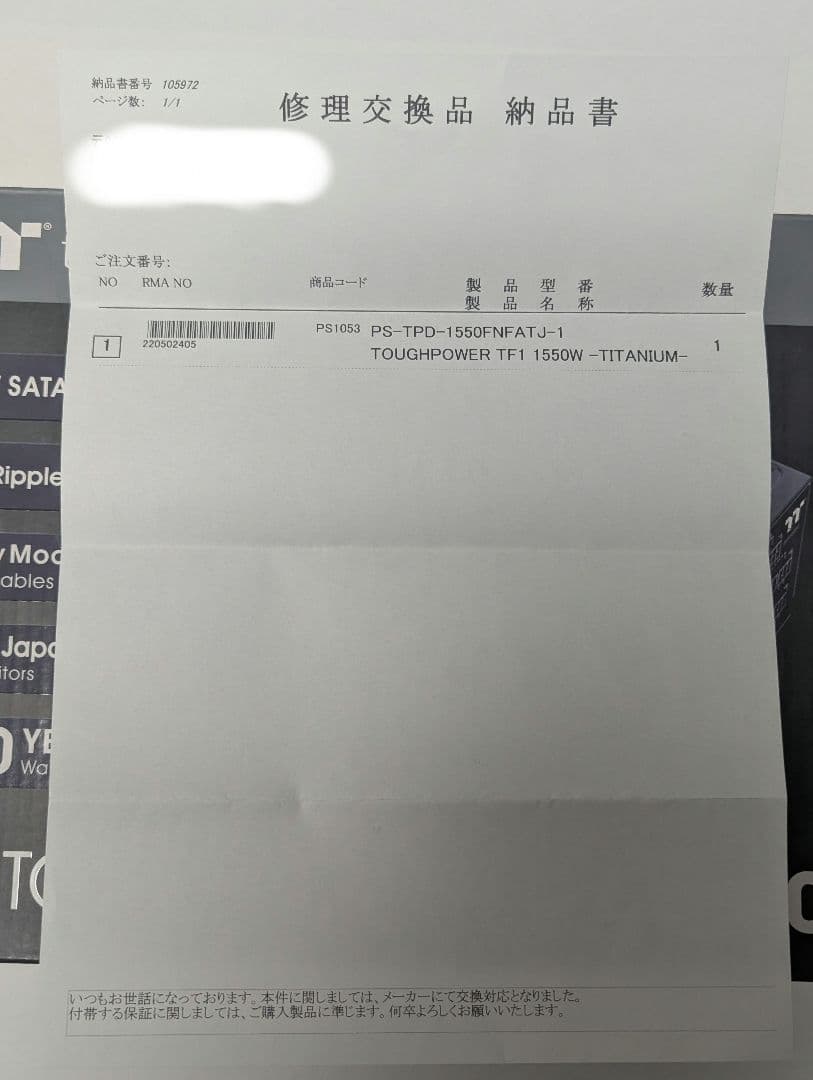 納品書番号 105972
ページ数: 1/1
修理交換品 納品書
ご注文番号:
NO RMA NO 商品コード 製品型番 数量
製品名称
1 220502405 PS1053 PS-TPD-1550FNFATJ-1 1
TOUGHPOWER TF1 1550W -TITANIUM-
いつもお世話になっております。本件に関しましては、メーカーにて交換対応となりました。
付帯する保証に関しましては、ご購入製品に準じます。何卒よろしくお願いいたします。
SATA
Ripple
Moc
ables
Japa
itors
0 YE
Wa
TO